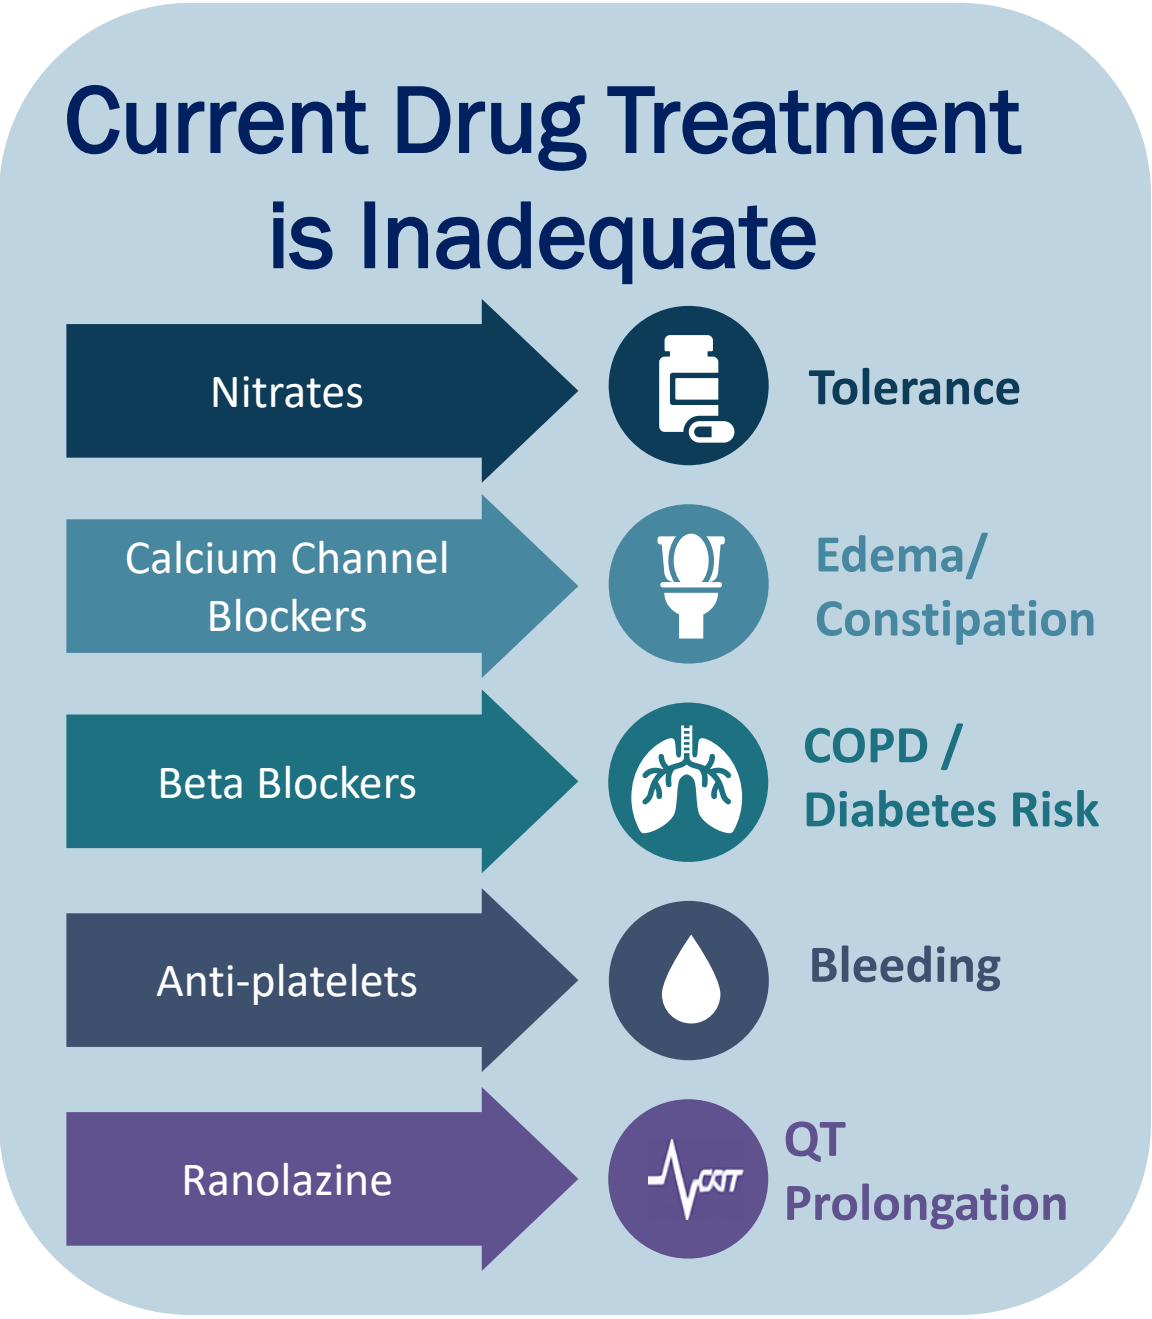 Current Drug Treatment
is Inadequate
Nitrates
Tolerance
Calcium Channel
Blockers
Edema/
Constipation
Beta Blockers
COPD /
Diabetes Risk
Anti-platelets
Bleeding
Ranolazine
QT
Prolongation